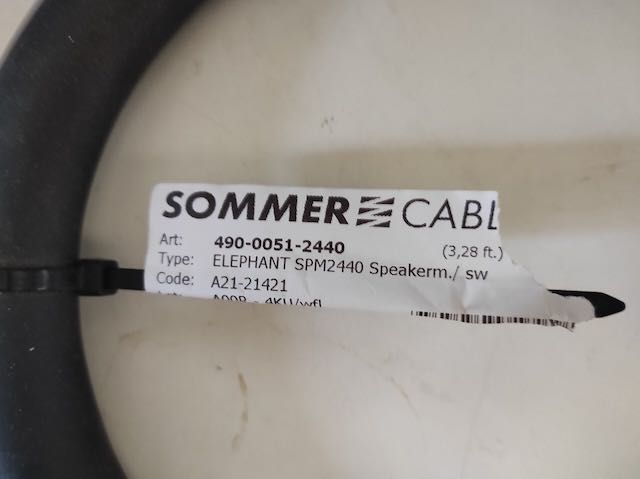 SOMMER CABL
Art: 490-0051-2440 (3,28 ft.)
Type: ELEPHANT SPM2440 Speakerm./ sw
Code: A21-21421